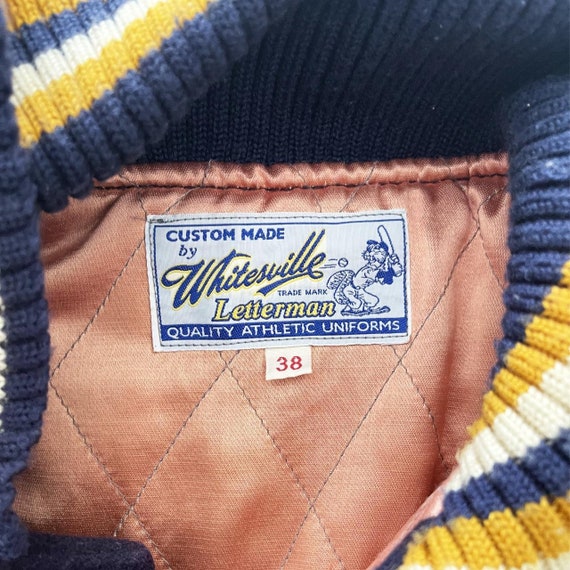 CUSTOM MADE
by
Whitesville
TRADE MARK
Letterman
QUALITY ATHLETIC UNIFORMS
38